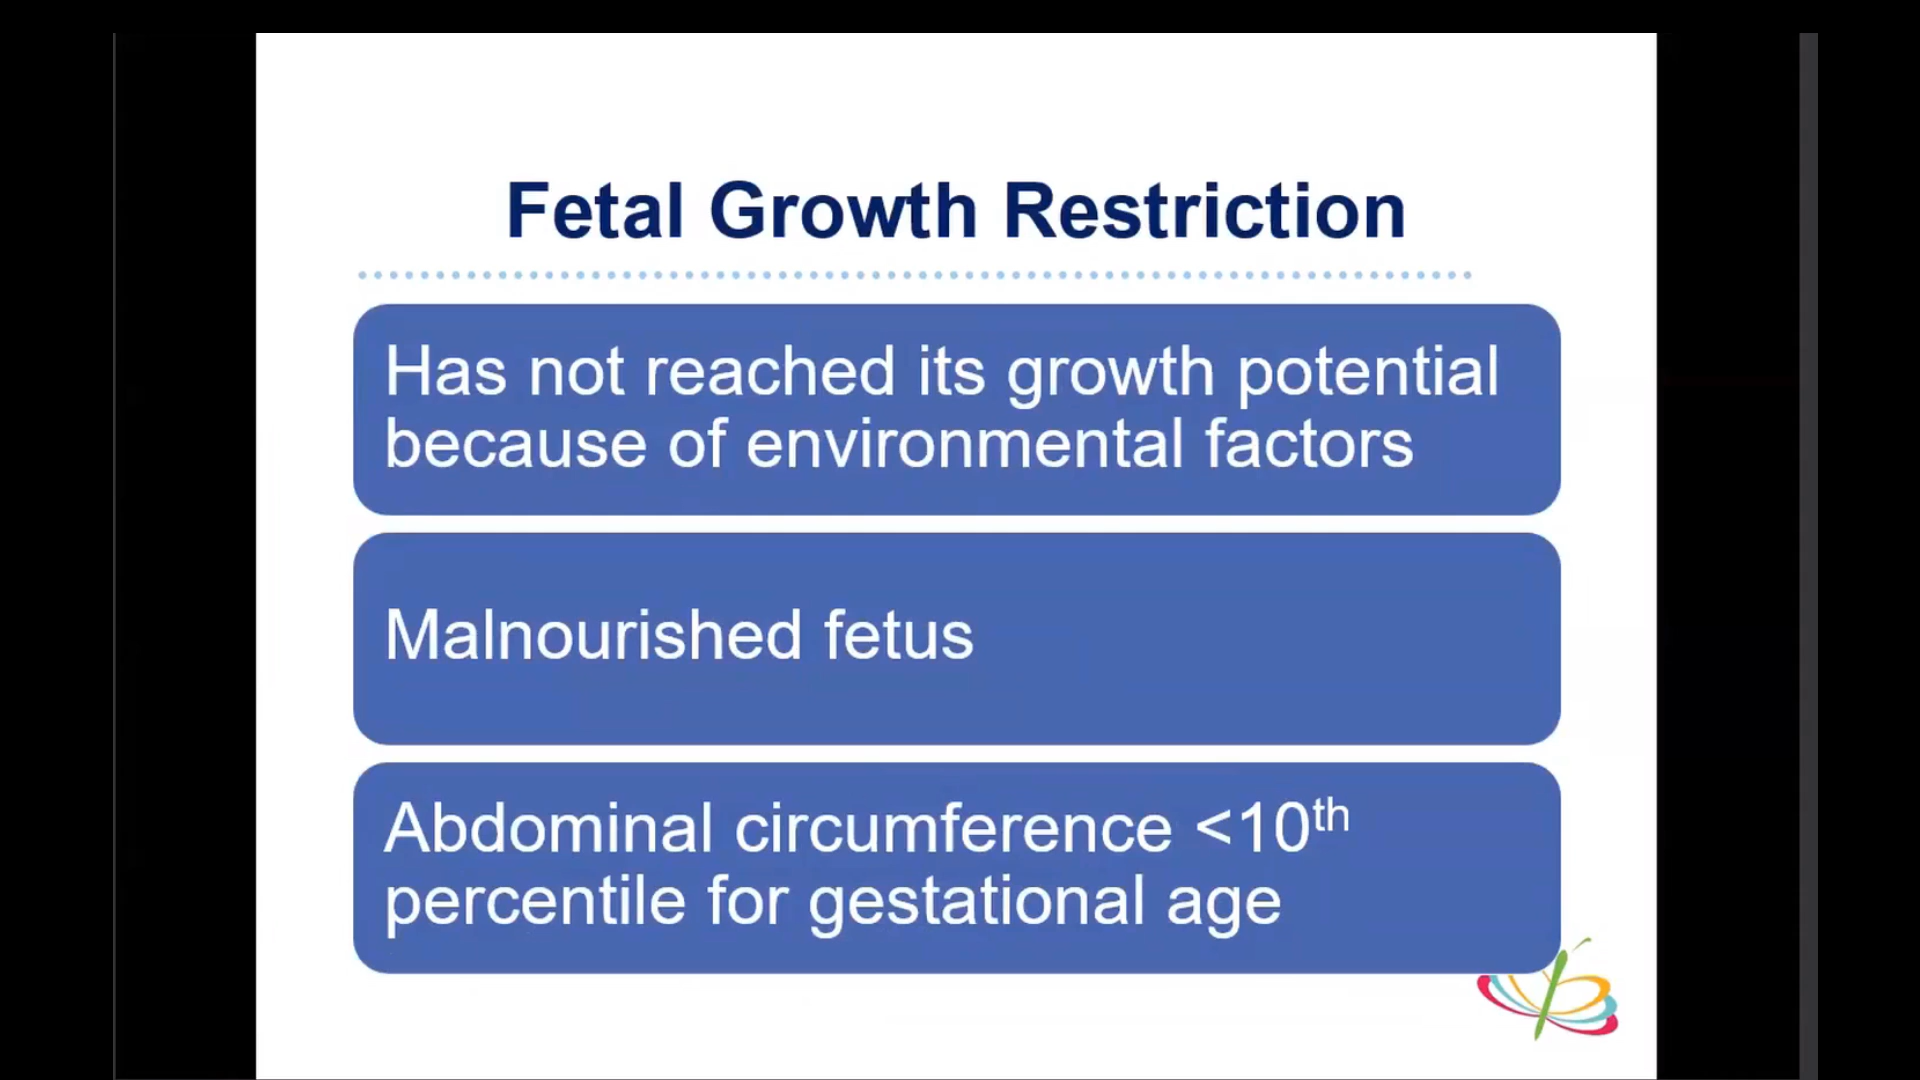 Fetal Growth Restriction
Has not reached its growth potential
because of environmental factors
Malnourished fetus
Abdominal circumference <10th
percentile for gestational age